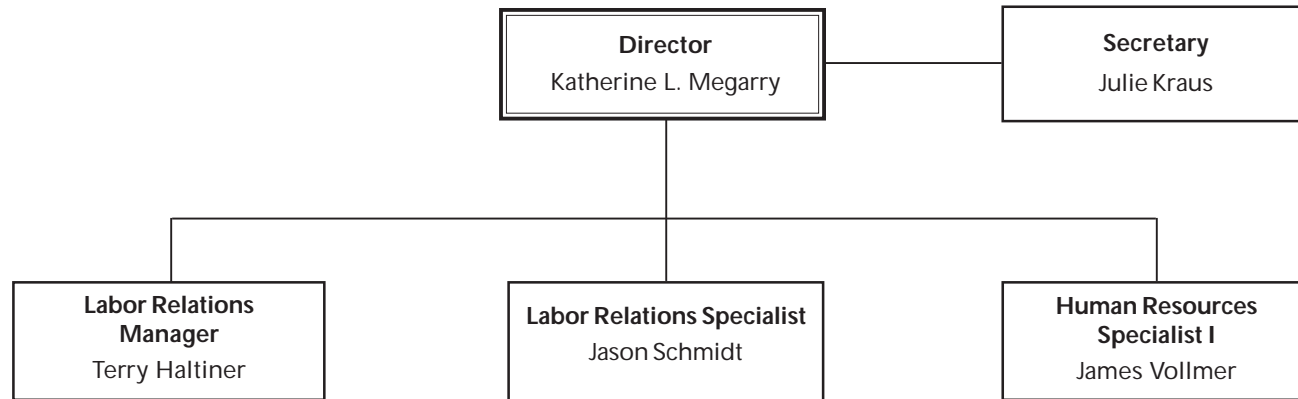 Director
Katherine L. Megarry
Secretary
Julie Kraus
Labor Relations
Manager
Terry Haltiner
Labor Relations Specialist
Jason Schmidt
Human Resources
Specialist I
James Vollmer